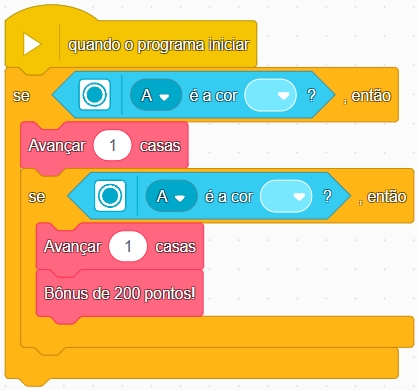 quando o programa iniciar
se A é a cor ? , então
Avançar 1 casas
se A é a cor ? , então
Avançar 1 casas
Bônus de 200 pontos!